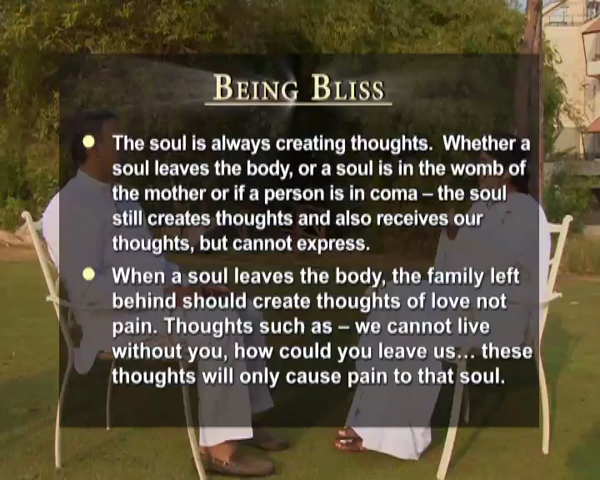 BEING BLISS
The soul is always creating thoughts. Whether a
soul leaves the body, or a soul is in the womb of
the mother or if a person is in coma – the soul
still creates thoughts and also receives our
thoughts, but cannot express.
When a soul leaves the body, the family left
behind should create thoughts of love not
pain. Thoughts such as – we cannot live
without you, how could you leave us... these
thoughts will only cause pain to that soul.